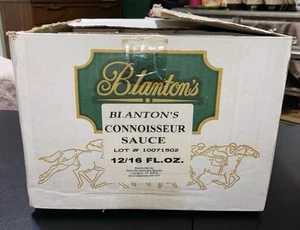 Blanton's
BLANTON'S
CONNOISSEUR
SAUCE
LOT # 10071502
12/16 FL.OZ.